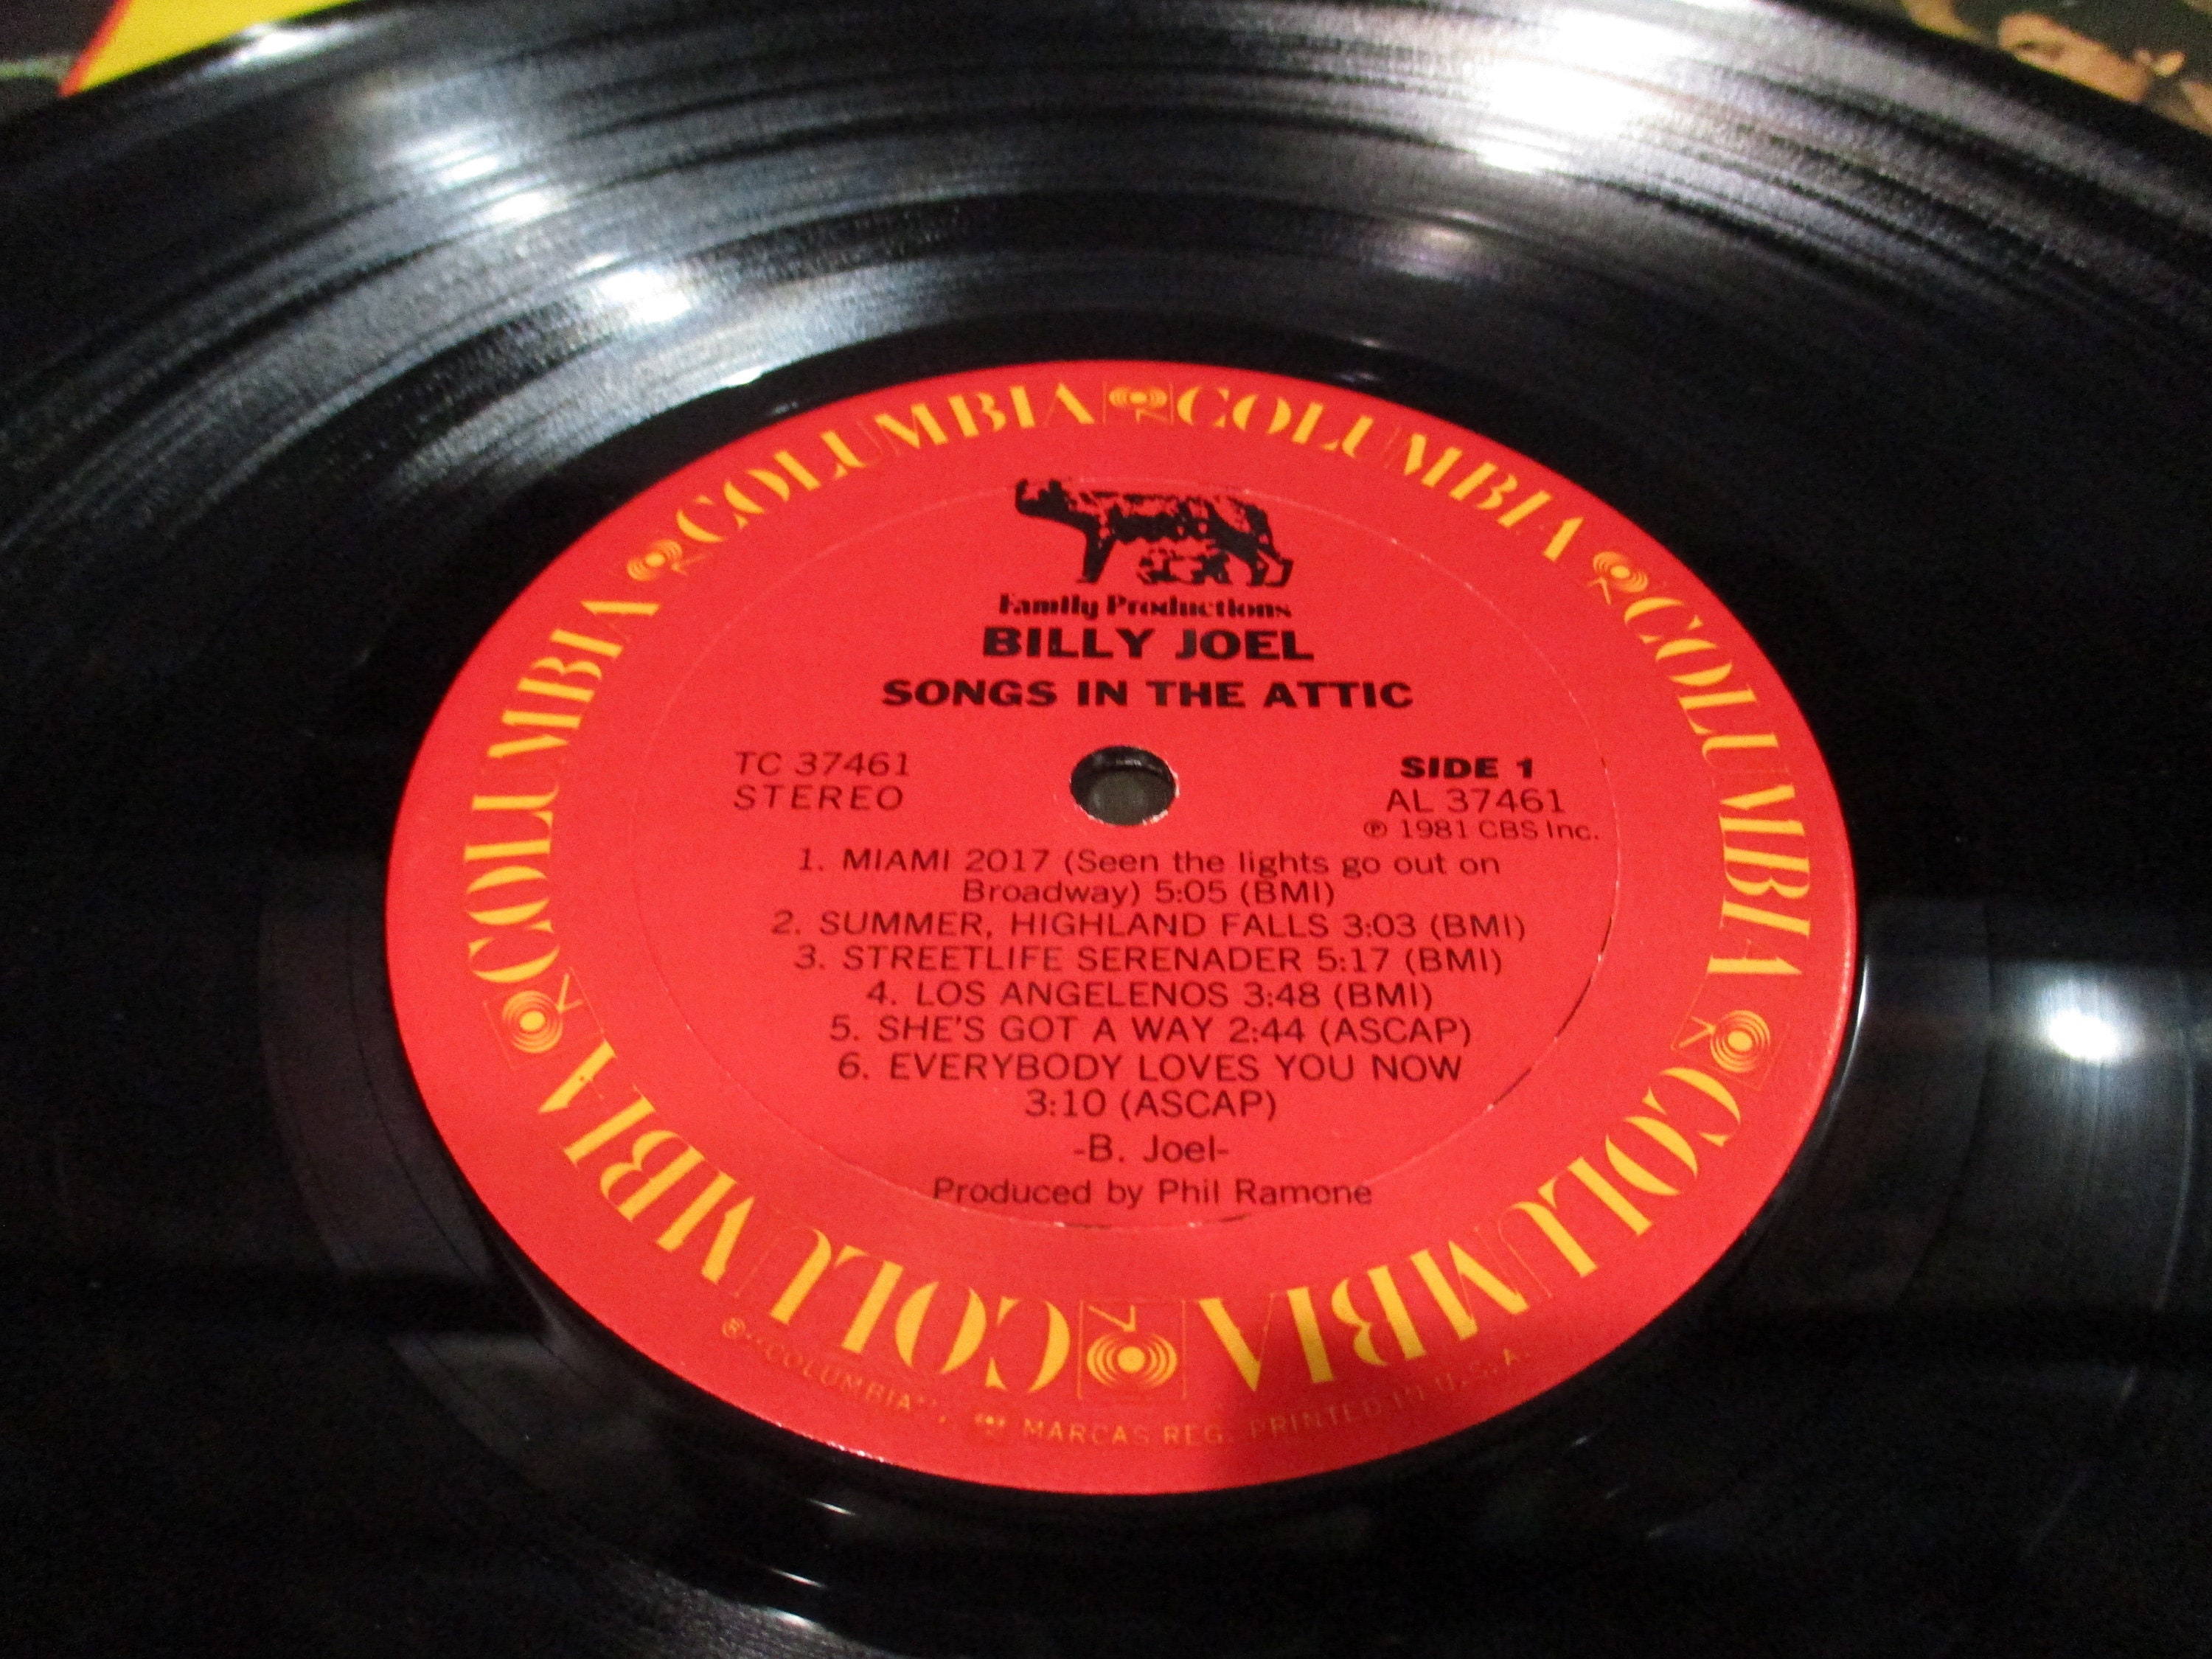 COLUMBIA COLUMBIA COLUMBIA COLUMBIA COLUMBIA COLUMBIA
Family Productions
BILLY JOEL
SONGS IN THE ATTIC
TC 37461
STEREO
SIDE 1
AL 37461
℗ 1981 CBS Inc.
1. MIAMI 2017 (Seen the lights go out on
Broadway) 5:05 (BMI)
2. SUMMER, HIGHLAND FALLS 3:03 (BMI)
3. STREETLIFE SERENADER 5:17 (BMI)
4. LOS ANGELENOS 3:48 (BMI)
5. SHE'S GOT A WAY 2:44 (ASCAP)
6. EVERYBODY LOVES YOU NOW
3:10 (ASCAP)
-B. Joel-
Produced by Phil Ramone
® "COLUMBIA", MARCAS REG. PRINTED IN U.S.A.